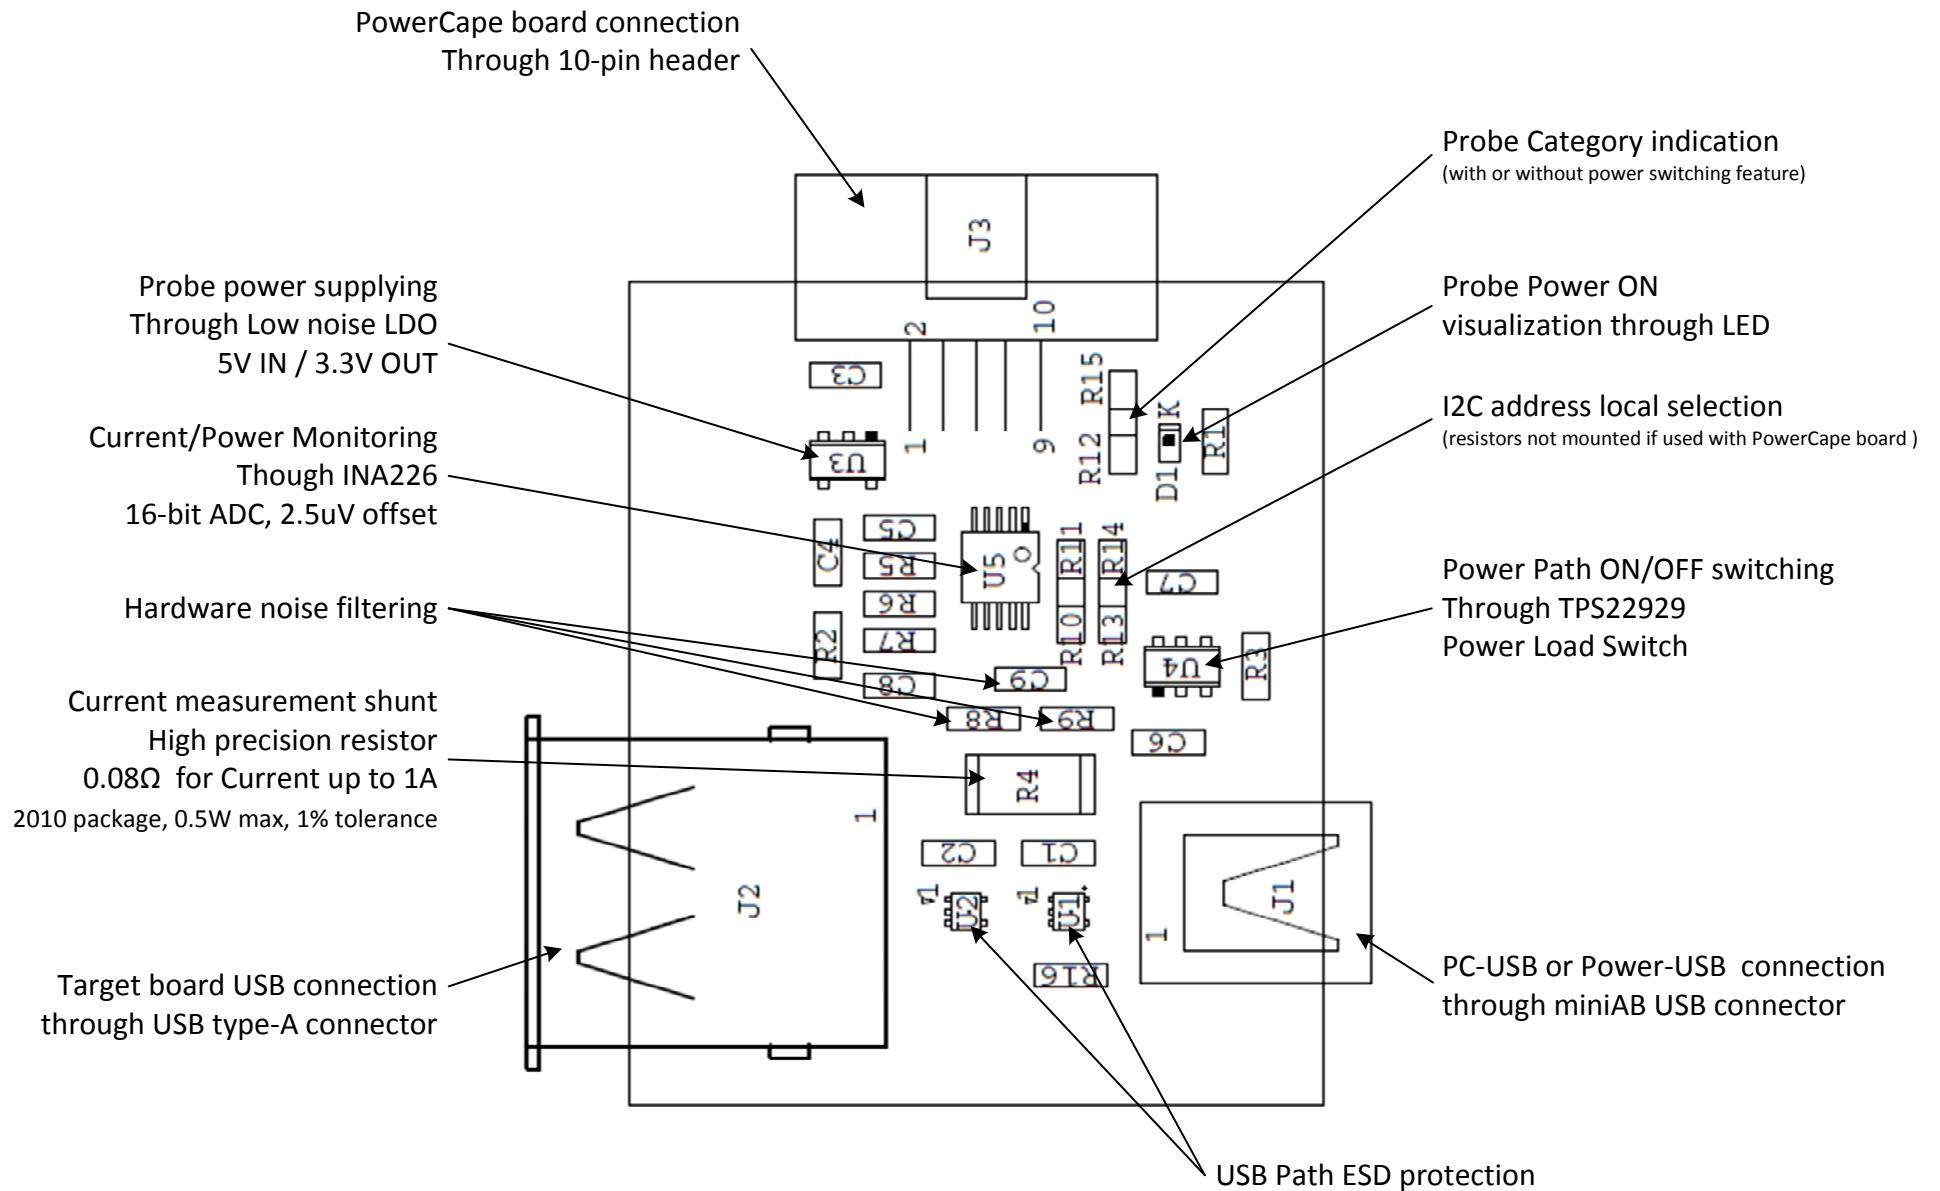 PowerCape board connection
Through 10-pin header
Probe Category indication
(with or without power switching feature)
Probe power supplying
Through Low noise LDO
5V IN / 3.3V OUT
Probe Power ON
visualization through LED
Current/Power Monitoring
Though INA226
16-bit ADC, 2.5uV offset
I2C address local selection
(resistors not mounted if used with PowerCape board )
Hardware noise filtering
Power Path ON/OFF switching
Through TPS22929
Power Load Switch
Current measurement shunt
High precision resistor
0.08Ω  for Current up to 1A
2010 package, 0.5W max, 1% tolerance
Target board USB connection
through USB type-A connector
PC-USB or Power-USB  connection
through miniAB USB connector
USB Path ESD protection
J3
2
10
1
9
C3
U3
R15
R12
K
D1
R1
C4
C5
R5
R6
R7
C8
R2
U5
R11
R14
R10
R13
C7
U4
R3
C9
R8
R9
C6
R4
J2
1
C2
C1
1
U2
1
U1
R16
J1
1